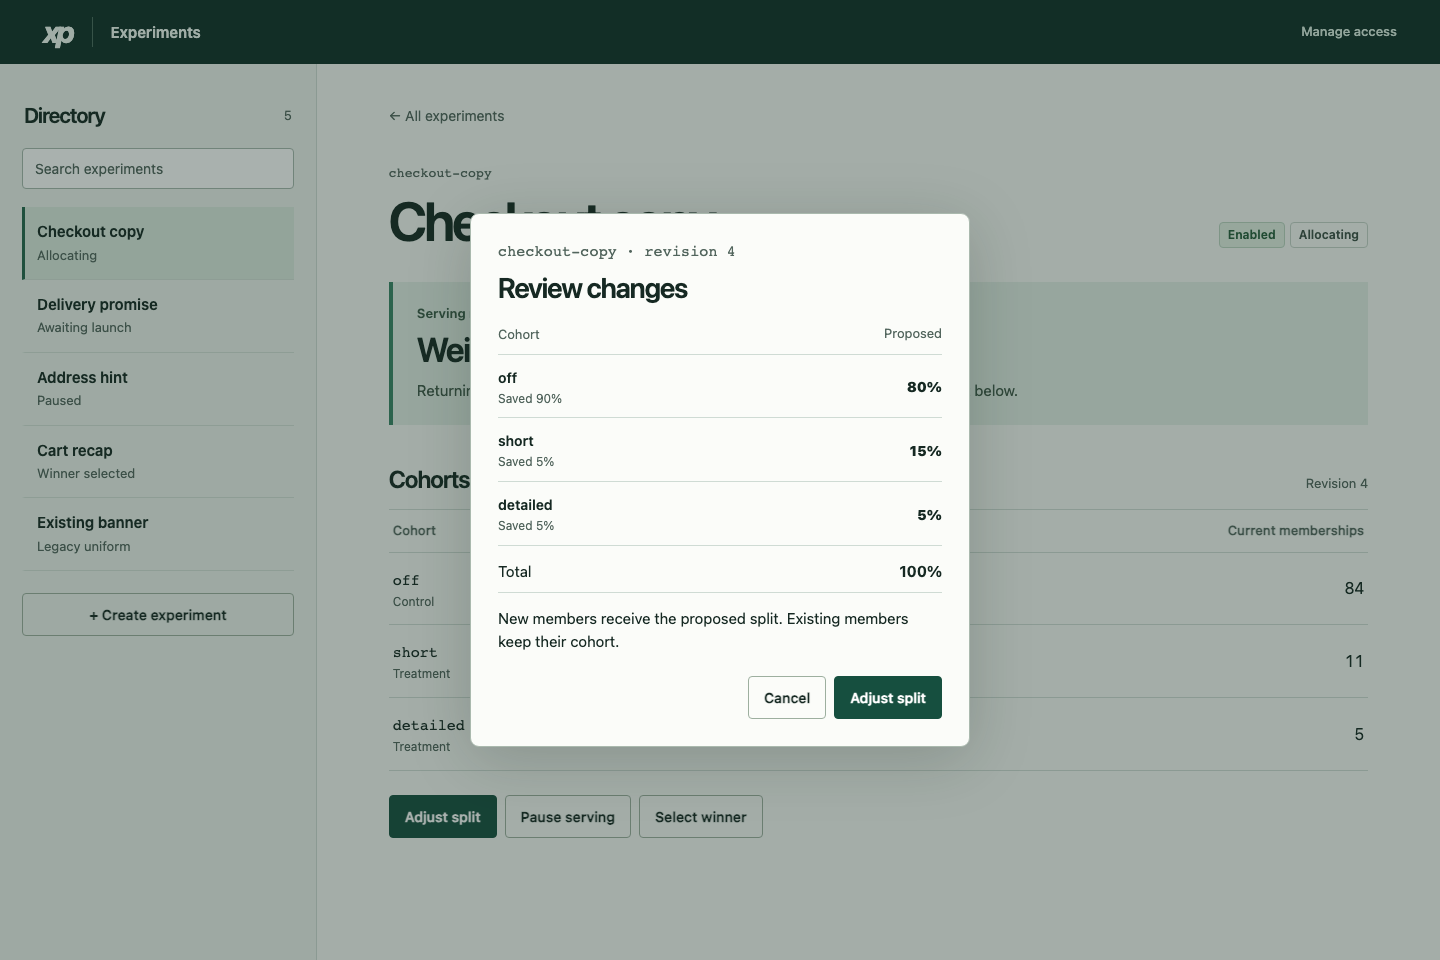 xp
Experiments
Manage access
Directory
5
Search experiments
Checkout copy
Allocating
Delivery promise
Awaiting launch
Address hint
Paused
Cart recap
Winner selected
Existing banner
Legacy uniform
+ Create experiment
← All experiments
checkout-copy
Enabled
Allocating
Serving
below.
Cohorts
Revision 4
Cohort
Current memberships
off
Control
84
short
Treatment
11
detailed
Treatment
5
Adjust split
Pause serving
Select winner
checkout-copy · revision 4
Review changes
Cohort
Proposed
off
Saved 90%
80%
short
Saved 5%
15%
detailed
Saved 5%
5%
Total
100%
New members receive the proposed split. Existing members
keep their cohort.
Cancel
Adjust split